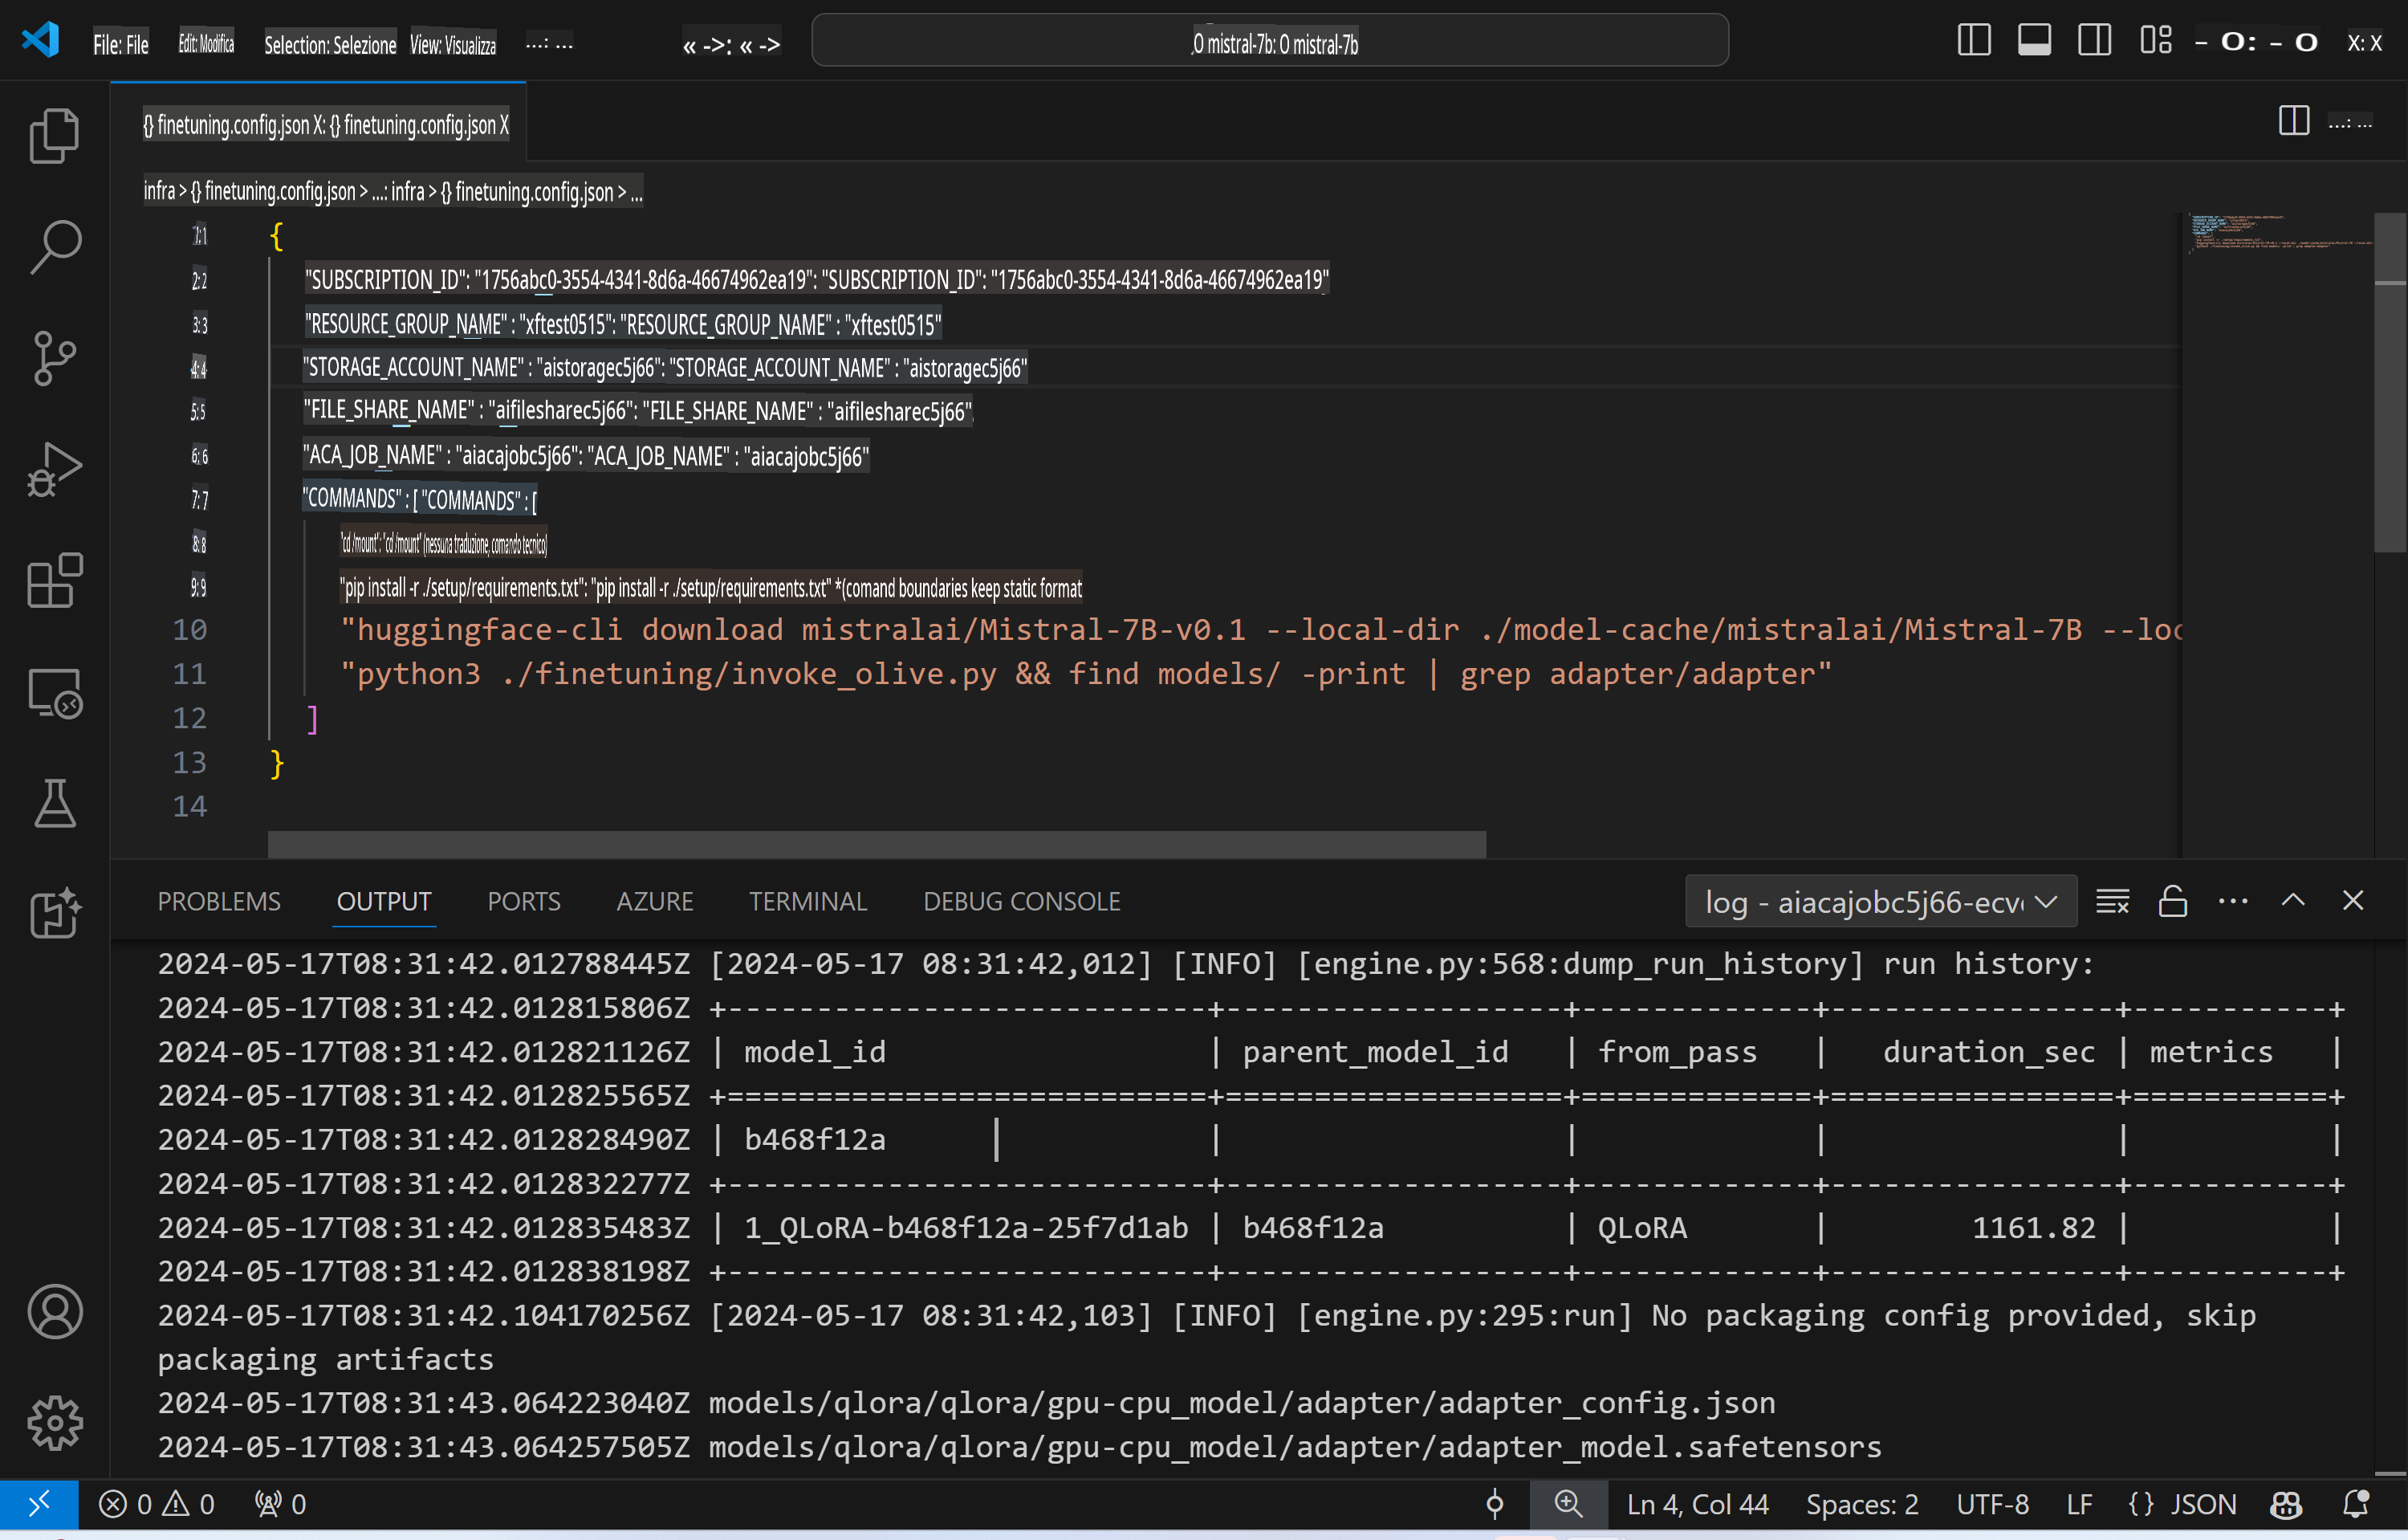 File: File Edit: Modifica Selection: Selezione View: Visualizza ...: ... « ->: « -> O mistral-7b: O mistral-7b – O: – O X: X
{} finetuning.config.json X: {} finetuning.config.json X ...: ...
infra > {} finetuning.config.json > ...: infra > {} finetuning.config.json > ...
1:1 {
2:2 "SUBSCRIPTION_ID": "1756abc0-3554-4341-8d6a-46674962ea19": "SUBSCRIPTION_ID": "1756abc0-3554-4341-8d6a-46674962ea19"
3:3 "RESOURCE_GROUP_NAME" : "xftest0515": "RESOURCE_GROUP_NAME" : "xftest0515"
4:4 "STORAGE_ACCOUNT_NAME" : "aistoragec5j66": "STORAGE_ACCOUNT_NAME" : "aistoragec5j66"
5:5 "FILE_SHARE_NAME" : "aifilesharec5j66": "FILE_SHARE_NAME" : "aifilesharec5j66"
6:6 "ACA_JOB_NAME" : "aiacajobc5j66": "ACA_JOB_NAME" : "aiacajobc5j66"
7:7 "COMMANDS" : [ "COMMANDS" : [
8:8 "cd /mount": "cd /mount" (nessuna traduzione, comando tecnico)
9:9 "pip install -r ./setup/requirements.txt": "pip install -r ./setup/requirements.txt" *(comand boundaries keep static format
10 "huggingface-cli download mistralai/Mistral-7B-v0.1 --local-dir ./model-cache/mistralai/Mistral-7B --loc
11 "python3 ./finetuning/invoke_olive.py && find models/ -print | grep adapter/adapter"
12 ]
13 }
14
PROBLEMS OUTPUT PORTS AZURE TERMINAL DEBUG CONSOLE log - aiacajobc5j66-ecv
2024-05-17T08:31:42.012788445Z [2024-05-17 08:31:42,012] [INFO] [engine.py:568:dump_run_history] run history:
2024-05-17T08:31:42.012815806Z +---------------------------+-------------------+-------------+----------------+-----------+
2024-05-17T08:31:42.012821126Z | model_id | parent_model_id | from_pass | duration_sec | metrics |
2024-05-17T08:31:42.012825565Z +===========================+===================+=============+================+===========+
2024-05-17T08:31:42.012828490Z | b468f12a | | | | |
2024-05-17T08:31:42.012832277Z +---------------------------+-------------------+-------------+----------------+-----------+
2024-05-17T08:31:42.012835483Z | 1_QLoRA-b468f12a-25f7d1ab | b468f12a | QLoRA | 1161.82 | |
2024-05-17T08:31:42.012838198Z +---------------------------+-------------------+-------------+----------------+-----------+
2024-05-17T08:31:42.104170256Z [2024-05-17 08:31:42,103] [INFO] [engine.py:295:run] No packaging config provided, skip
packaging artifacts
2024-05-17T08:31:43.064223040Z models/qlora/qlora/gpu-cpu_model/adapter/adapter_config.json
2024-05-17T08:31:43.064257505Z models/qlora/qlora/gpu-cpu_model/adapter/adapter_model.safetensors
0 0 0 Ln 4, Col 44 Spaces: 2 UTF-8 LF {} JSON